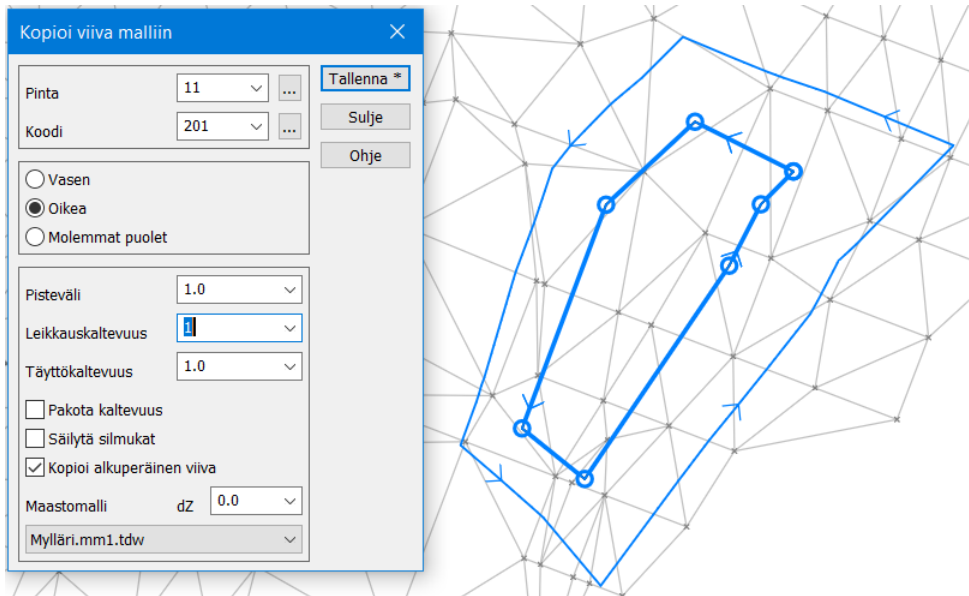 Kopioi viiva malliin
Pinta 11 ... Tallenna *
Koodi 201 ... Sulje
Ohje
Vasen
Oikea
Molemmat puolet
Pisteväli 1.0
Leikkauskaltevuus 1
Täyttökaltevuus 1.0
Pakota kaltevuus
Säilytä silmukat
Kopioi alkuperäinen viiva
Maastomalli dZ 0.0
Mylläri.mm1.tdw